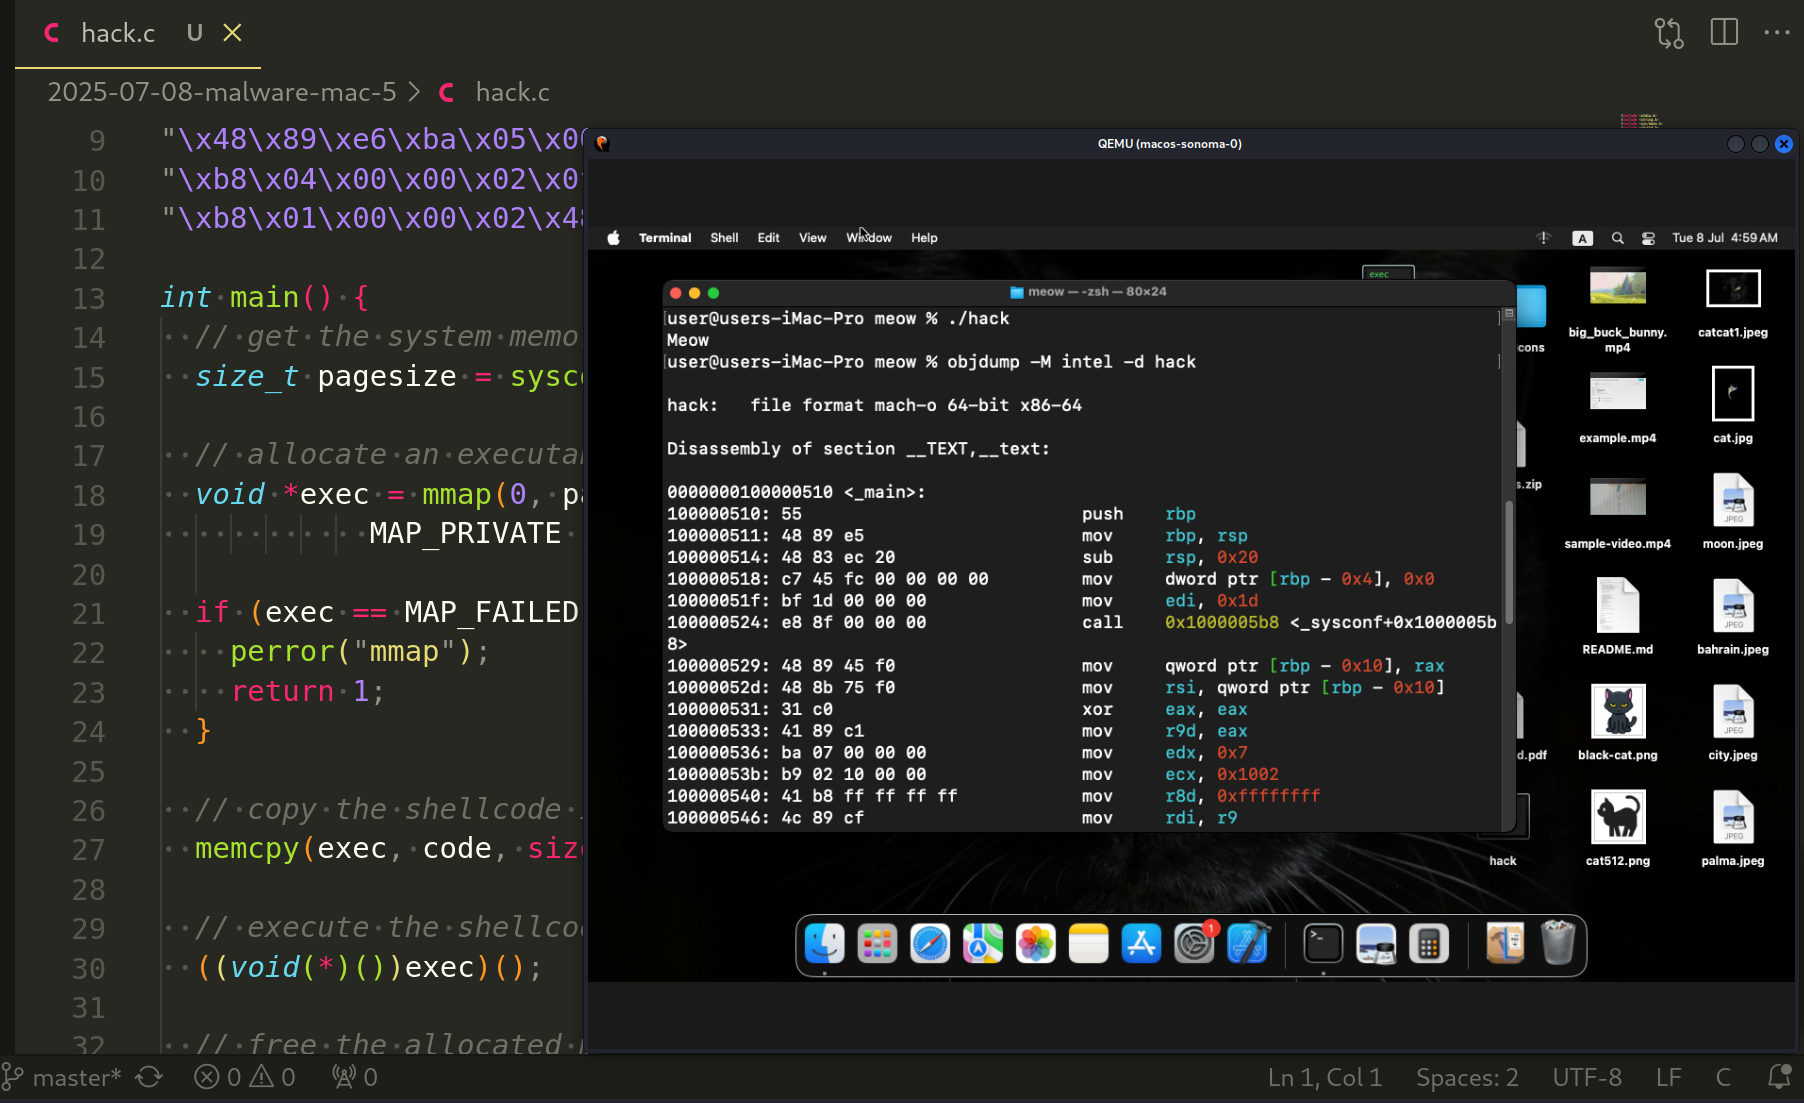 hack.c U
2025-07-08-malware-mac-5 > C hack.c
9 "\x48\x89\xe6\xba\x05\x00
10 "\xb8\x04\x00\x00\x02\x0
11 "\xb8\x01\x00\x00\x02\x48
12
13 int main() {
14 // get the system memo
15 size_t pagesize = sysc
16
17 // allocate an executa
18 void *exec = mmap(0, pa
19 MAP_PRIVATE
20
21 if (exec == MAP_FAILED
22 perror("mmap");
23 return 1;
24 }
25
26 // copy the shellcode
27 memcpy(exec, code, size
28
29 // execute the shellco
30 ((void(*)())exec)();
31
32 // free the allocated
QEMU (macos-sonoma-0)
Terminal Shell Edit View Window Help A Tue 8 Jul 4:59 AM
exec
meow — -zsh — 80×24
[user@users-iMac-Pro meow % ./hack ]
Meow
[user@users-iMac-Pro meow % objdump -M intel -d hack ]
hack: file format mach-o 64-bit x86-64
Disassembly of section __TEXT,__text:
0000000100000510 <_main>:
100000510: 55 push rbp
100000511: 48 89 e5 mov rbp, rsp
100000514: 48 83 ec 20 sub rsp, 0x20
100000518: c7 45 fc 00 00 00 00 mov dword ptr [rbp - 0x4], 0x0
10000051f: bf 1d 00 00 00 mov edi, 0x1d
100000524: e8 8f 00 00 00 call 0x1000005b8 <_sysconf+0x1000005b
8>
100000529: 48 89 45 f0 mov qword ptr [rbp - 0x10], rax
10000052d: 48 8b 75 f0 mov rsi, qword ptr [rbp - 0x10]
100000531: 31 c0 xor eax, eax
100000533: 41 89 c1 mov r9d, eax
100000536: ba 07 00 00 00 mov edx, 0x7
10000053b: b9 02 10 00 00 mov ecx, 0x1002
100000540: 41 b8 ff ff ff ff mov r8d, 0xffffffff
100000546: 4c 89 cf mov rdi, r9
cons
s.zip
d.pdf
hack
big_buck_bunny.
mp4
catcat1.jpeg
example.mp4
cat.jpg
sample-video.mp4
JPEG
moon.jpeg
README.md
JPEG
bahrain.jpeg
black-cat.png
JPEG
city.jpeg
cat512.png
JPEG
palma.jpeg
1
master* 0 0 0 Ln 1, Col 1 Spaces: 2 UTF-8 LF C